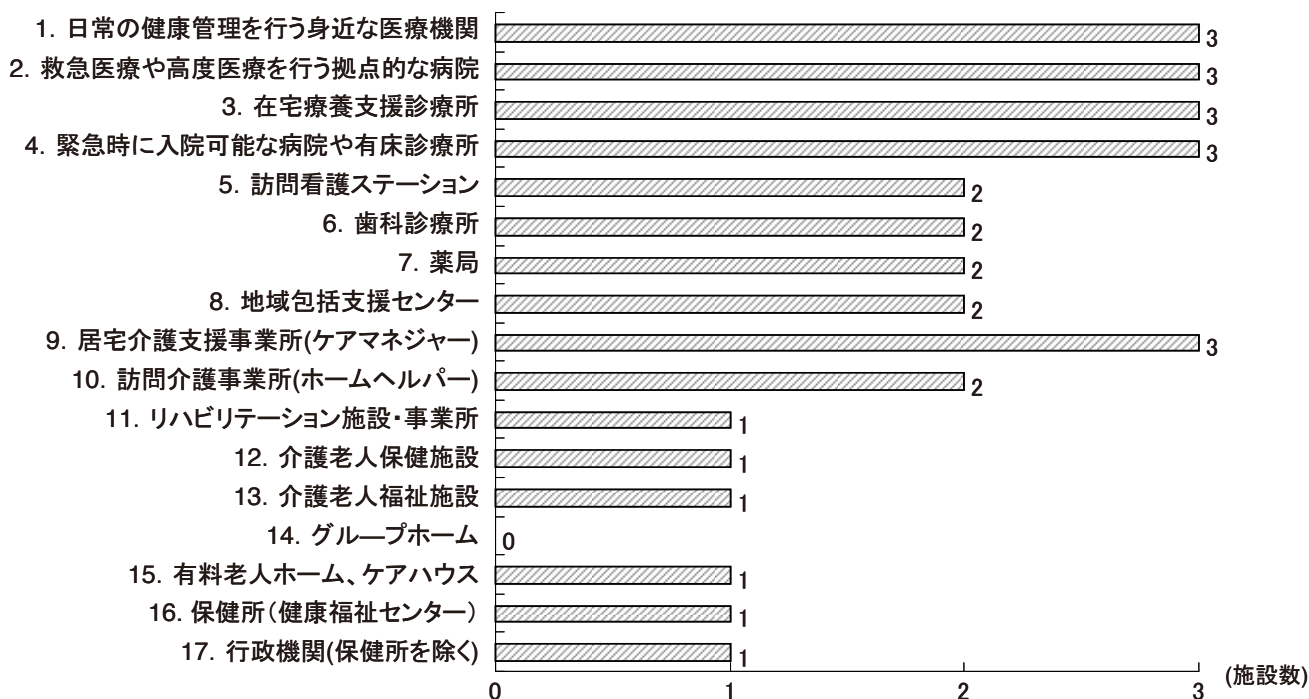 1. 日常の健康管理を行う身近な医療機関 3
2. 救急医療や高度医療を行う拠点的な病院 3
3. 在宅療養支援診療所 3
4. 緊急時に入院可能な病院や有床診療所 3
5. 訪問看護ステーション 2
6. 歯科診療所 2
7. 薬局 2
8. 地域包括支援センター 2
9. 居宅介護支援事業所(ケアマネジャー) 3
10. 訪問介護事業所(ホームヘルパー) 2
11. リハビリテーション施設・事業所 1
12. 介護老人保健施設 1
13. 介護老人福祉施設 1
14. グループホーム 0
15. 有料老人ホーム、ケアハウス 1
16. 保健所（健康福祉センター） 1
17. 行政機関(保健所を除く) 1
0 1 2 3 (施設数)